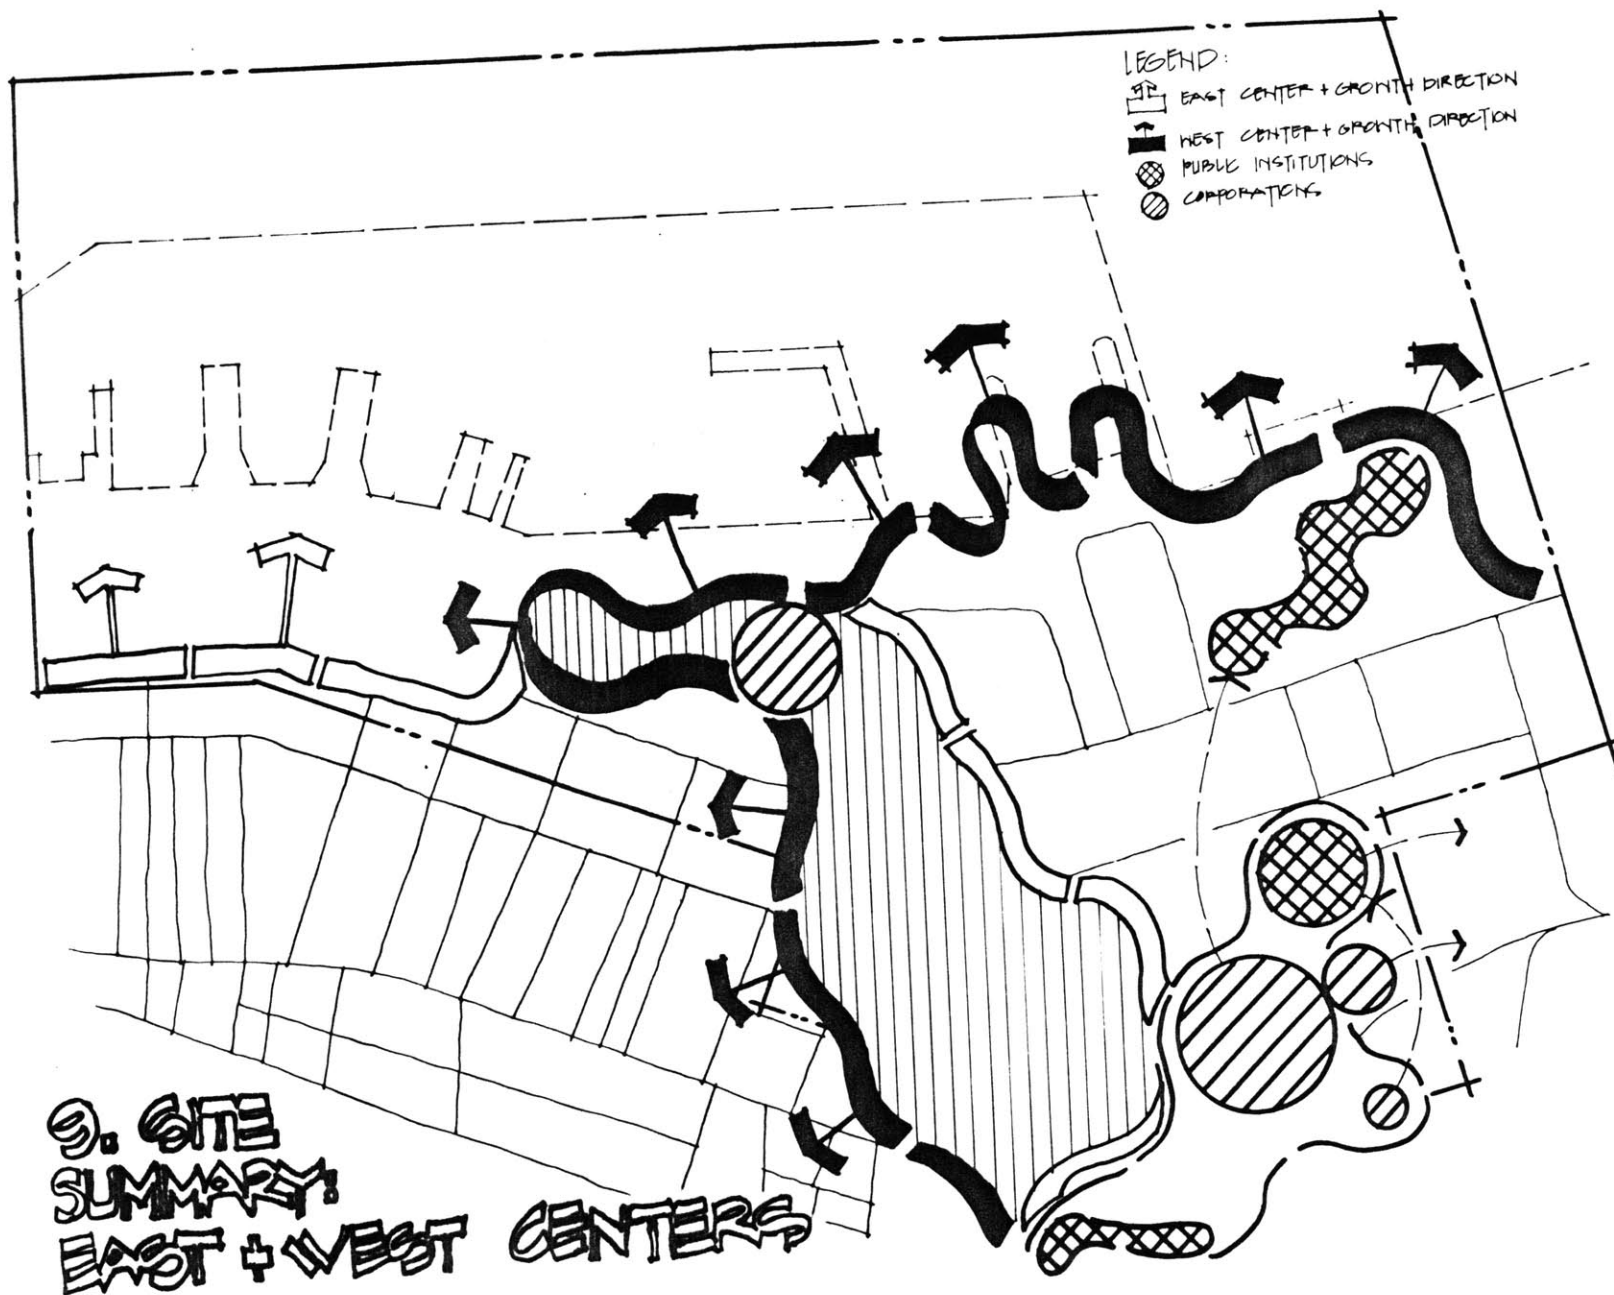 LEGEND:
EAST CENTER + GROWTH DIRECTION
WEST CENTER + GROWTH DIRECTION
PUBLIC INSTITUTIONS
CORPORATIONS
9. SITE
SUMMARY:
EAST + WEST CENTERS